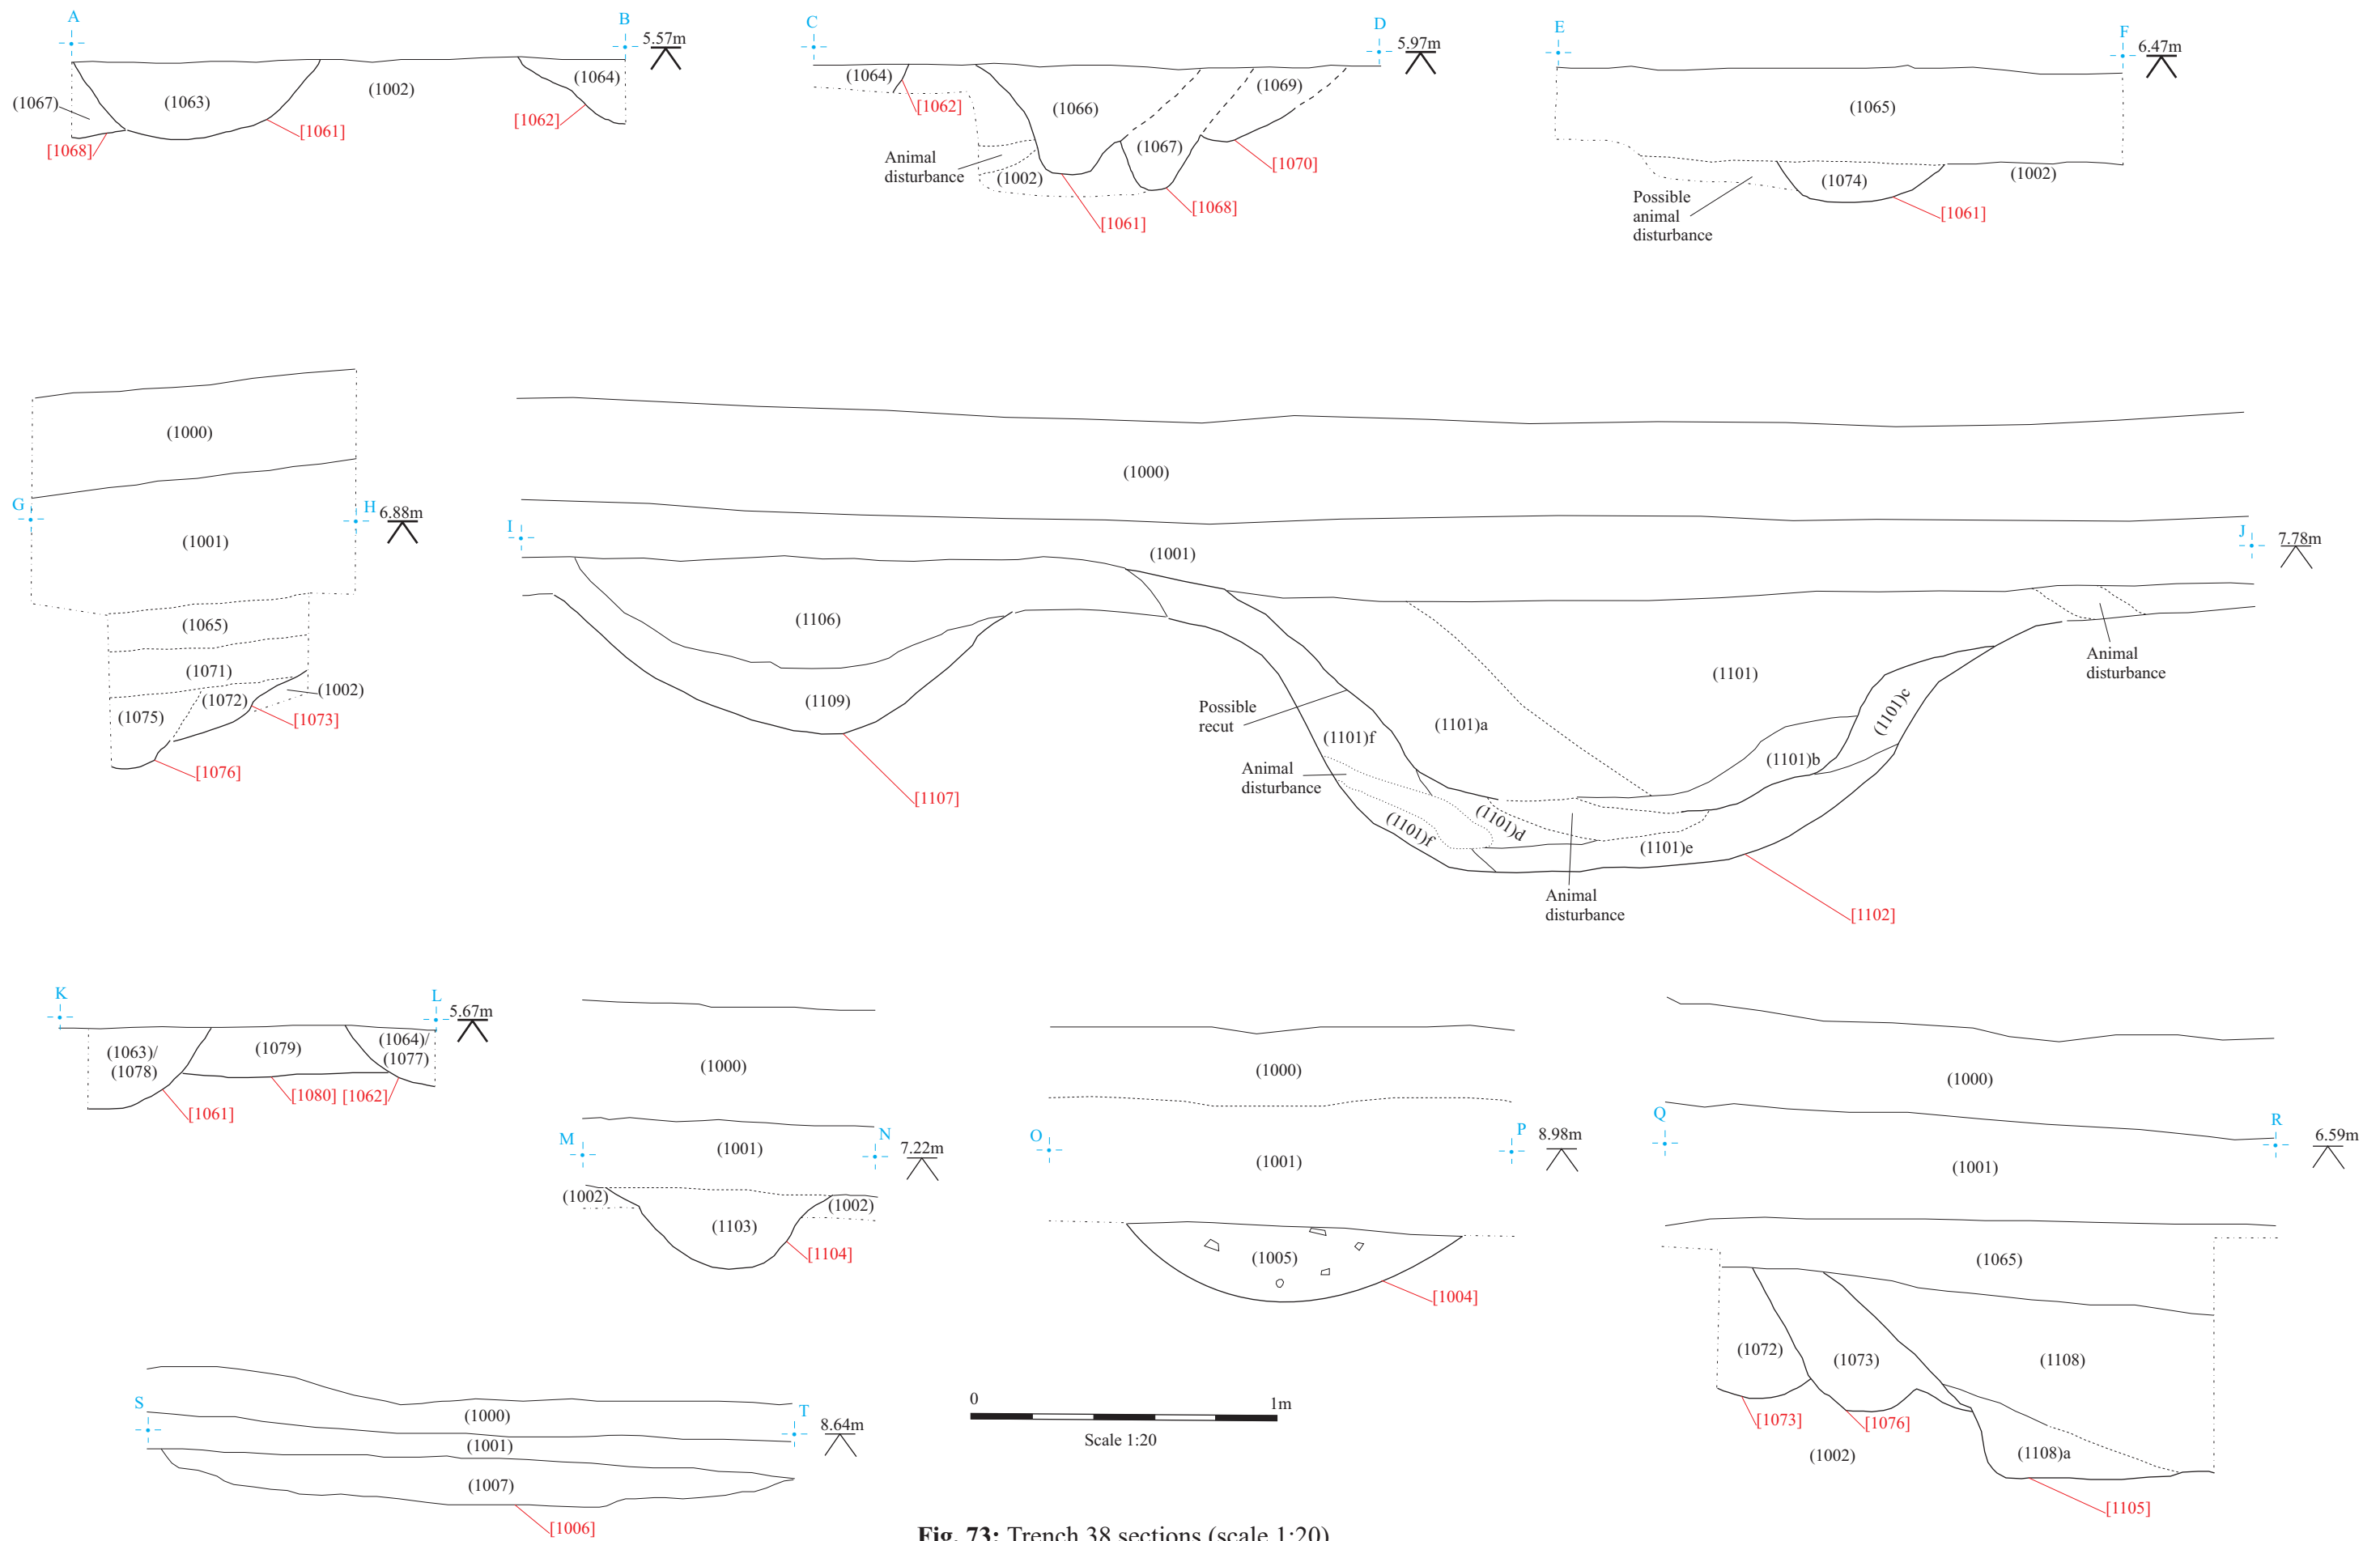 A
B
5.57m
(1067)
(1063)
(1002)
(1064)
[1068]
[1061]
[1062]
C
D
5.97m
(1064)
[1062]
(1066)
(1069)
(1067)
Animal
disturbance
(1002)
[1070]
[1068]
[1061]
E
F
6.47m
(1065)
(1074)
(1002)
Possible
animal
disturbance
[1061]
(1000)
G
H
6.88m
(1001)
(1065)
(1071)
(1072)
(1002)
(1075)
[1073]
[1076]
(1000)
I
J
7.78m
(1001)
(1106)
(1109)
[1107]
Possible
recut
(1101)f
Animal
disturbance
(1101)f
(1101)a
(1101)d
(1101)
(1101)b
(1101)c
(1101)e
Animal
disturbance
Animal
disturbance
[1102]
K
L
5.67m
(1063)/
(1078)
(1079)
(1064)/
(1077)
[1061]
[1080]
[1062]
(1000)
M
N
7.22m
(1001)
(1002)
(1002)
(1103)
[1104]
(1000)
O
P
8.98m
(1001)
(1005)
[1004]
(1000)
Q
R
6.59m
(1001)
(1065)
(1072)
(1073)
(1108)
[1073]
[1076]
(1002)
(1108)a
[1105]
S
T
8.64m
(1000)
(1001)
(1007)
[1006]
0
1m
Scale 1:20
Fig. 73: Trench 38 sections (scale 1:20)